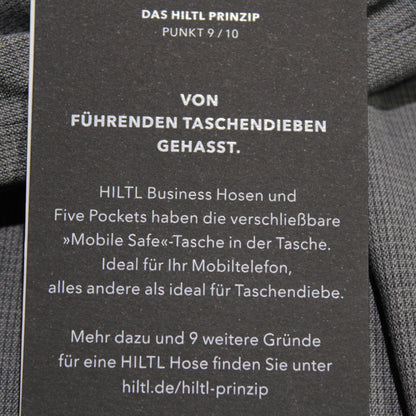 DAS HILTL PRINZIP
PUNKT 9 / 10
VON
FÜHRENDEN TASCHENDIEBEN
GEHASST.
HILTL Business Hosen und
Five Pockets haben die verschließbare
»Mobile Safe«-Tasche in der Tasche.
Ideal für Ihr Mobiltelefon,
alles andere als ideal für Taschendiebe.
Mehr dazu und 9 weitere Gründe
für eine HILTL Hose finden Sie unter
hiltl.de/hiltl-prinzip